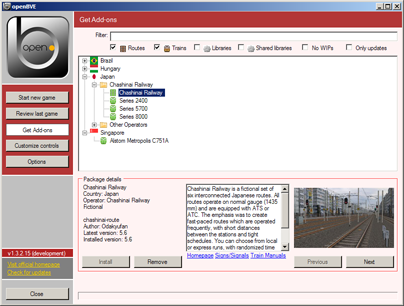 openBVE
open
Get Add-ons
Filter:
Routes
Trains
Libraries
Shared libraries
No WIPs
Only updates
Start new game
Review last game
Get Add-ons
Customize controls
Options
Brazil
Hungary
Japan
Chashinai Railway
Chashinai Railway
Series 2400
Series 5700
Series 8000
Other Operators
Singapore
Alstom Metropolis C751A
Package details
Chashinai Railway
Country: Japan
Operator: Chashinai Railway
Fictional
chashinai-route
Author: Odakyufan
Latest version: 5.6
Installed version: 5.6
Chashinai Railway is a fictional set of
six interconnected Japanese routes. All
routes operate on normal gauge (1435
mm) and are equipped with ATS or
ATC. The emphasis was to create
fast-paced routes which are operated
frequently, with short distances
between the stations and tight
schedules. You can choose from local
or express runs, with randomized time
Homepage Signs/Signals Train Manuals
Install
Remove
Previous
Next
v1.3.2.15 (development)
Visit official homepage
Check for updates
Close